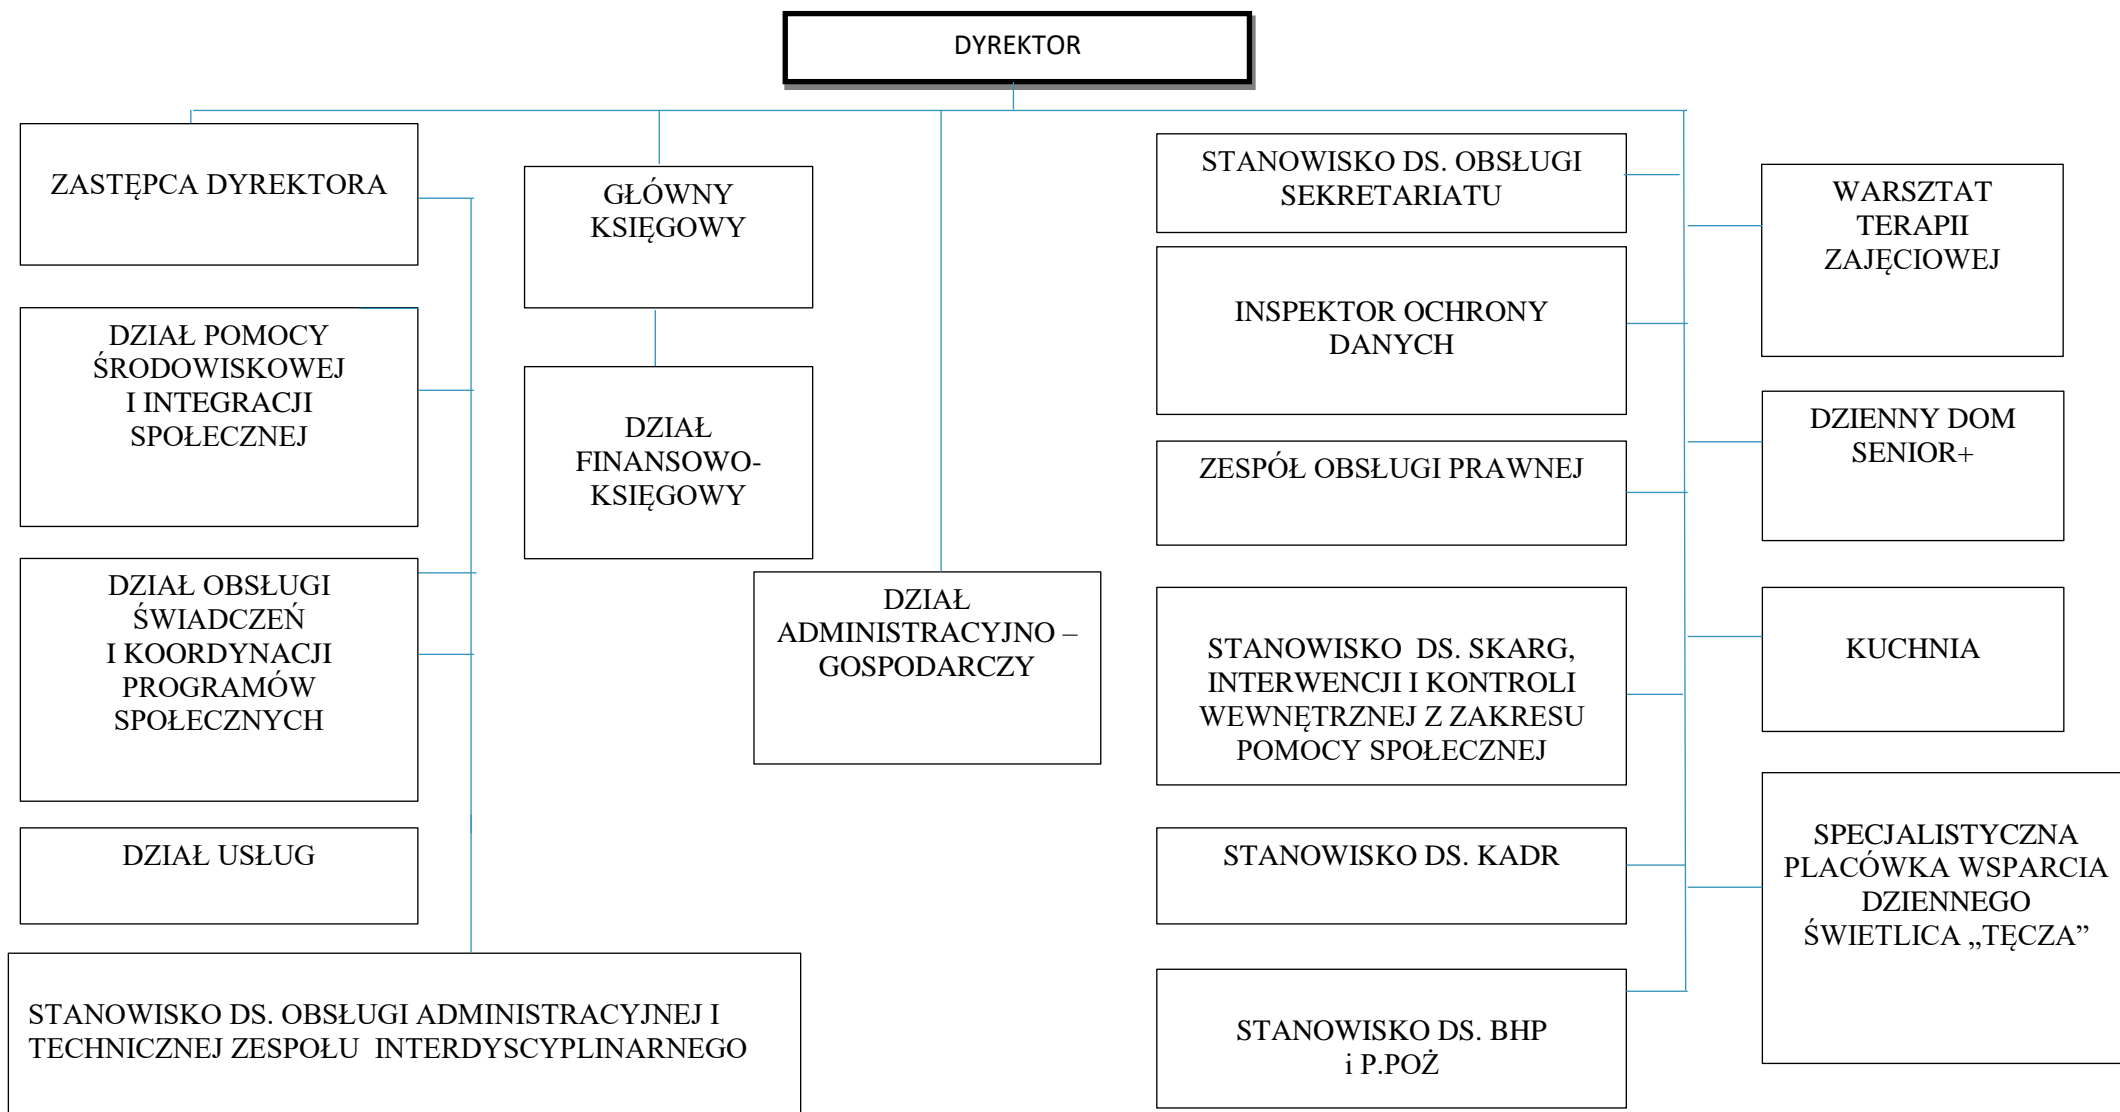 DYREKTOR
ZASTĘPCA DYREKTORA
DZIAŁ POMOCY
ŚRODOWISKOWEJ
I INTEGRACJI
SPOŁECZNEJ
DZIAŁ OBSŁUGI
ŚWIADCZEŃ
I KOORDYNACJI
PROGRAMÓW
SPOŁECZNYCH
DZIAŁ USŁUG
STANOWISKO DS. OBSŁUGI ADMINISTRACYJNEJ I
TECHNICZNEJ ZESPOŁU INTERDYSCYPLINARNEGO
GŁÓWNY
KSIĘGOWY
DZIAŁ
FINANSOWO-
KSIĘGOWY
DZIAŁ
ADMINISTRACYJNO –
GOSPODARCZY
STANOWISKO DS. OBSŁUGI
SEKRETARIATU
INSPEKTOR OCHRONY
DANYCH
ZESPÓŁ OBSŁUGI PRAWNEJ
STANOWISKO DS. SKARG,
INTERWENCJI I KONTROLI
WEWNĘTRZNEJ Z ZAKRESU
POMOCY SPOŁECZNEJ
STANOWISKO DS. KADR
STANOWISKO DS. BHP
i P.POŻ
WARSZTAT
TERAPII
ZAJĘCIOWEJ
DZIENNY DOM
SENIOR+
KUCHNIA
SPECJALISTYCZNA
PLACÓWKA WSPARCIA
DZIENNEGO
ŚWIETLICA „TĘCZA”